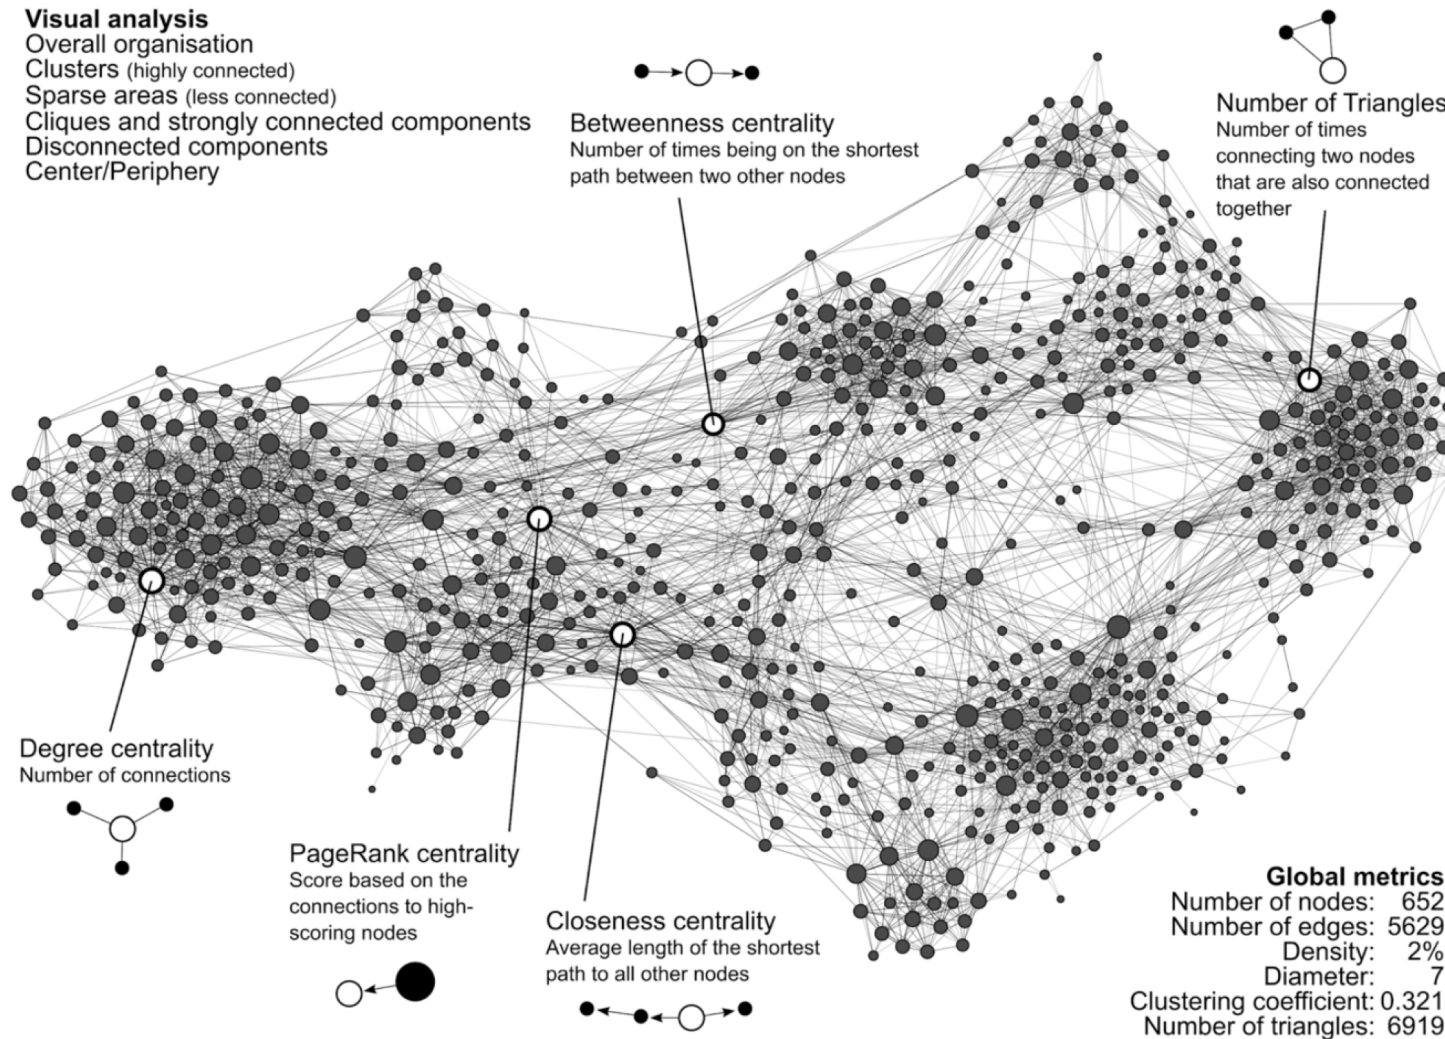 Visual analysis
Overall organisation
Clusters (highly connected)
Sparse areas (less connected)
Cliques and strongly connected components
Disconnected components
Center/Periphery
Betweenness centrality
Number of times being on the shortest
path between two other nodes
Number of Triangles
Number of times
connecting two nodes
that are also connected
together
Degree centrality
Number of connections
PageRank centrality
Score based on the
connections to high-
scoring nodes
Closeness centrality
Average length of the shortest
path to all other nodes
Global metrics
Number of nodes: 652
Number of edges: 5629
Density: 2%
Diameter: 7
Clustering coefficient: 0.321
Number of triangles: 6919